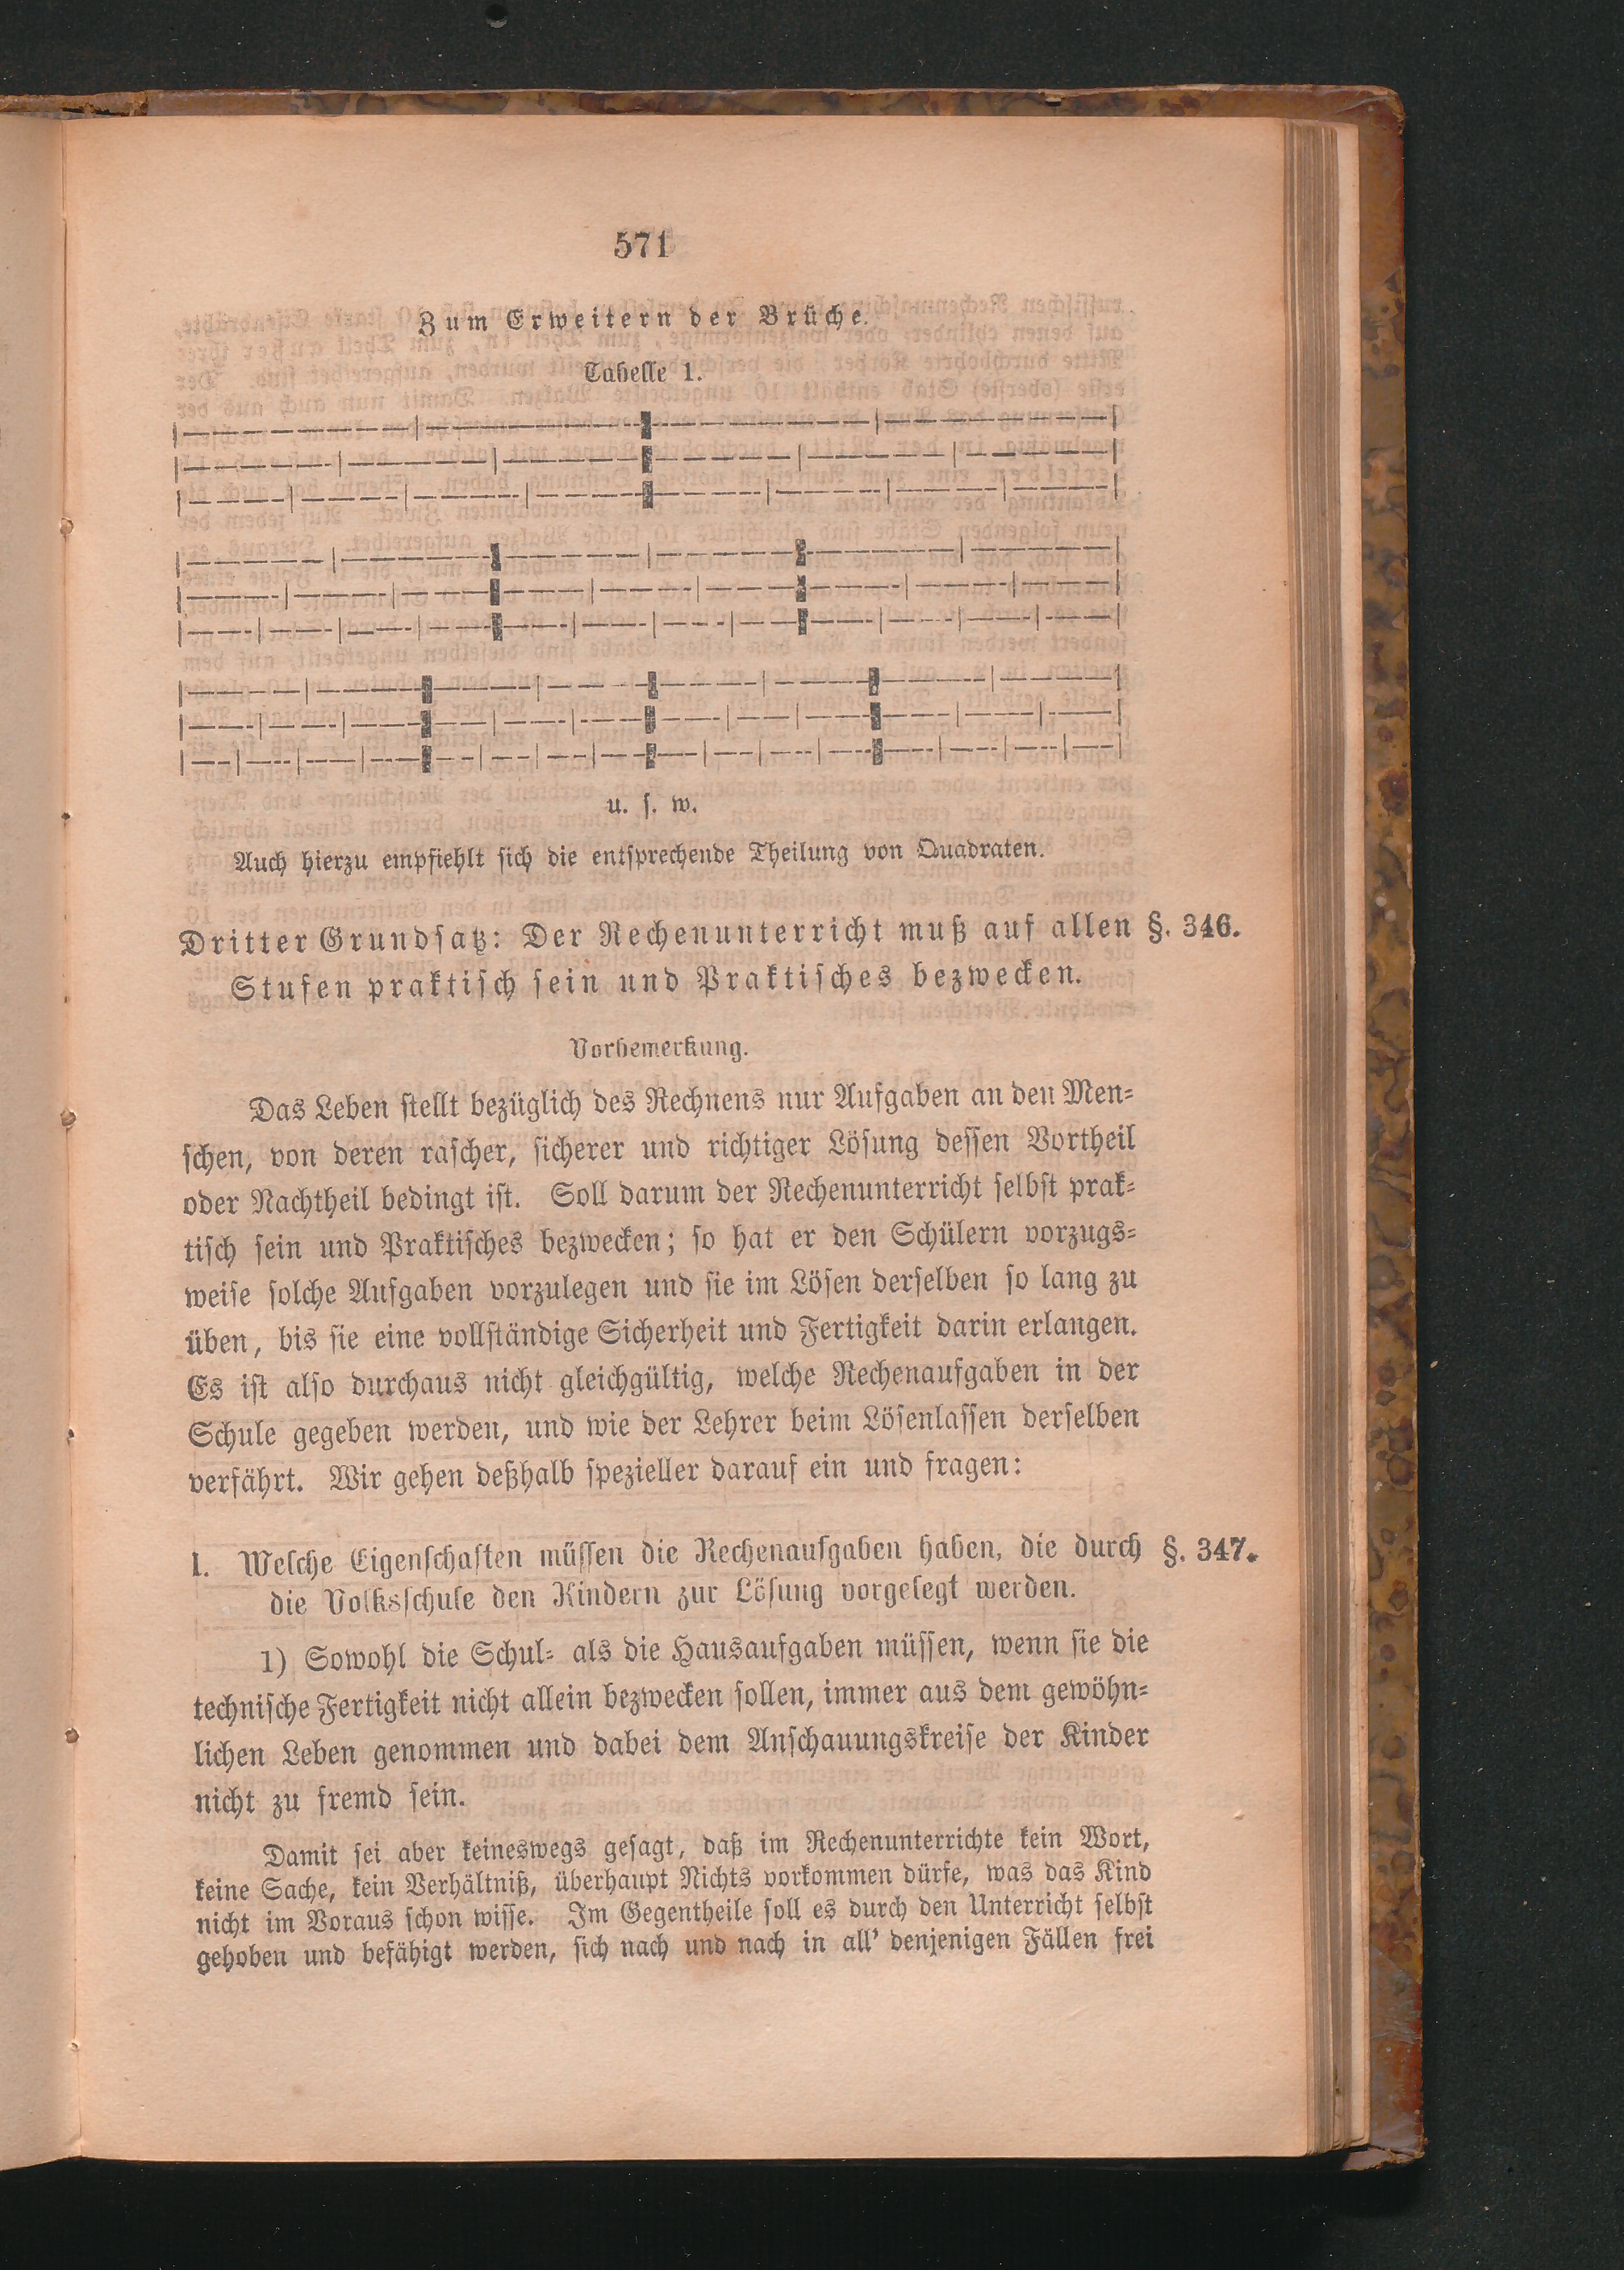 571
Zum Erweitern der Brüche.
Tabelle 1.
u. s. w.
Auch hierzu empfiehlt sich die entsprechende Theilung von Quadraten.
Dritter Grundsatz: Der Rechenunterricht muß auf allen §. 346.
Stufen praktisch sein und Praktisches bezwecken.
Vorbemerkung.
Das Leben stellt bezüglich des Rechnens nur Aufgaben an den Men-
schen, von deren rascher, sicherer und richtiger Lösung dessen Vortheil
oder Nachtheil bedingt ist. Soll darum der Rechenunterricht selbst prak-
tisch sein und Praktisches bezwecken; so hat er den Schülern vorzugs-
weise solche Aufgaben vorzulegen und sie im Lösen derselben so lang zu
üben, bis sie eine vollständige Sicherheit und Fertigkeit darin erlangen.
Es ist also durchaus nicht gleichgültig, welche Rechenaufgaben in der
Schule gegeben werden, und wie der Lehrer beim Lösenlassen derselben
verfährt. Wir gehen deßhalb spezieller darauf ein und fragen:
I. Welche Eigenschaften müssen die Rechenaufgaben haben, die durch §. 347.
die Volksschule den Kindern zur Lösung vorgelegt werden.
1) Sowohl die Schul- als die Hausaufgaben müssen, wenn sie die
technische Fertigkeit nicht allein bezwecken sollen, immer aus dem gewöhn-
lichen Leben genommen und dabei dem Anschauungskreise der Kinder
nicht zu fremd sein.
Damit sei aber keineswegs gesagt, daß im Rechenunterrichte kein Wort,
keine Sache, kein Verhältniß, überhaupt Nichts vorkommen dürfe, was das Kind
nicht im Voraus schon wisse. Im Gegentheile soll es durch den Unterricht selbst
gehoben und befähigt werden, sich nach und nach in all' denjenigen Fällen frei